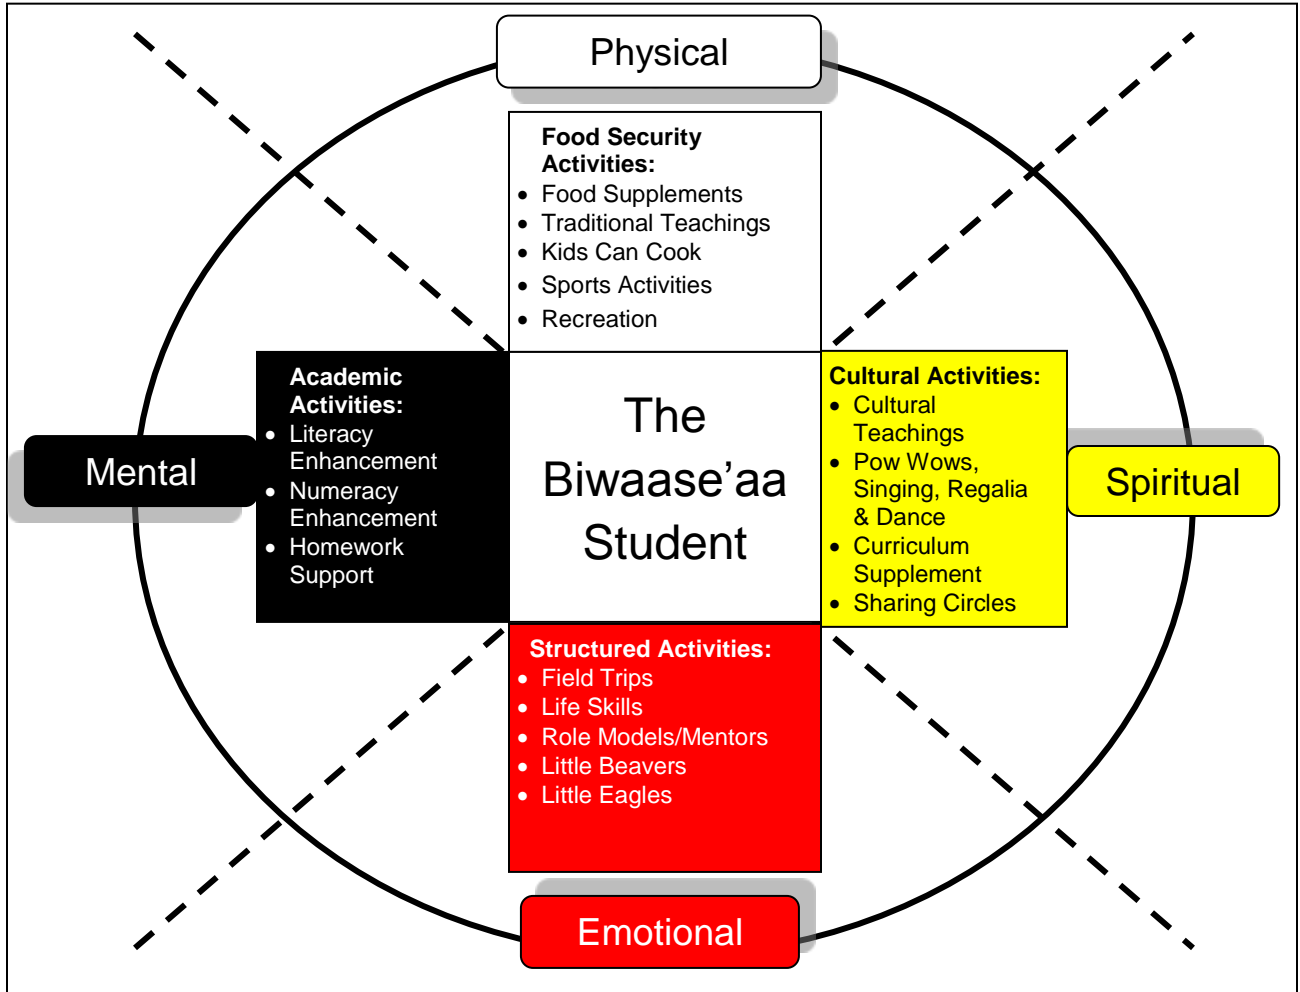 Physical
Food Security
Activities:
• Food Supplements
• Traditional Teachings
• Kids Can Cook
• Sports Activities
• Recreation
Mental
Academic
Activities:
• Literacy
Enhancement
• Numeracy
Enhancement
• Homework
Support
The
Biwaase’aa
Student
Cultural Activities:
• Cultural
Teachings
• Pow Wows,
Singing, Regalia
& Dance
• Curriculum
Supplement
• Sharing Circles
Spiritual
Structured Activities:
• Field Trips
• Life Skills
• Role Models/Mentors
• Little Beavers
• Little Eagles
Emotional